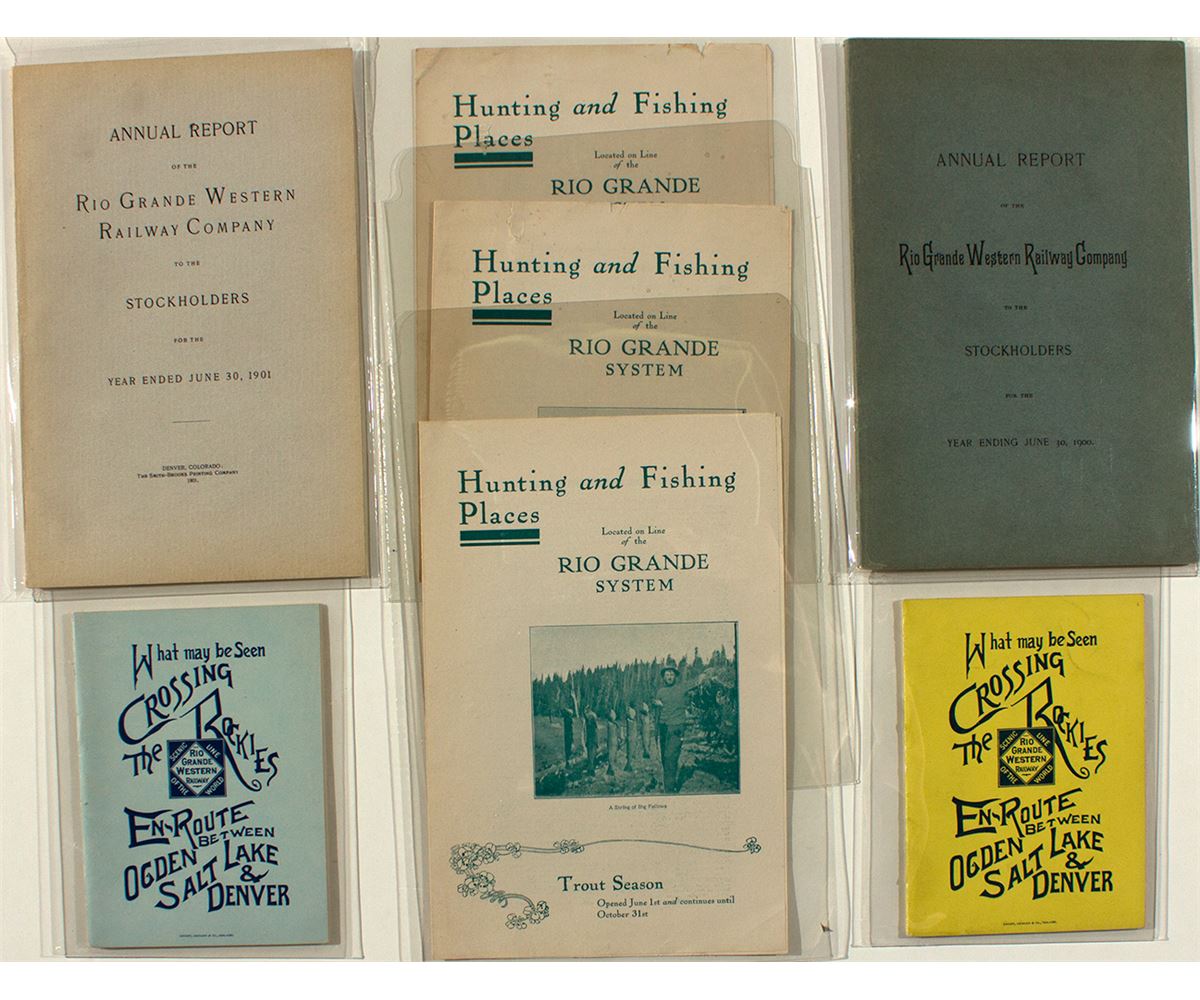 ANNUAL REPORT
OF THE
RIO GRANDE WESTERN
RAILWAY COMPANY
TO THE
STOCKHOLDERS
FOR THE
YEAR ENDED JUNE 30, 1901
DENVER, COLORADO:
THE SMITH-BROOKS PRINTING COMPANY
1901.
Hunting and Fishing
Places
Located on Line
of the
RIO GRANDE
Hunting and Fishing
Places
Located on Line
of the
RIO GRANDE
SYSTEM
Hunting and Fishing
Places
Located on Line
of the
RIO GRANDE
SYSTEM
A String of Big Fellows
Trout Season
Opened June 1st and continues until
October 31st
ANNUAL REPORT
OF THE
Rio Grande Western Railway Company
TO THE
STOCKHOLDERS
FOR THE
YEAR ENDING JUNE 30, 1900.
What may be Seen
CROSSING
THE ROCKIES
SCENIC LINE
RIO
GRANDE
WESTERN
RAILWAY
OF THE WORLD
EN-ROUTE
BETWEEN
OGDEN
SALT LAKE
&
DENVER
What may be Seen
CROSSING
THE ROCKIES
SCENIC LINE
RIO
GRANDE
WESTERN
RAILWAY
OF THE WORLD
EN-ROUTE
BETWEEN
OGDEN
SALT LAKE
&
DENVER